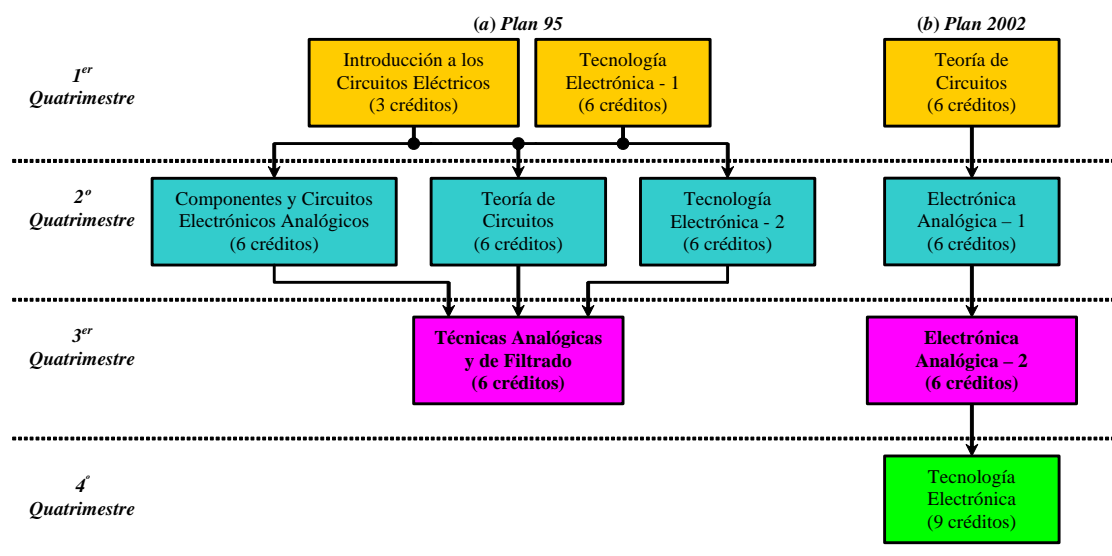 (a) Plan 95
(b) Plan 2002
1er
Quatrimestre
Introducción a los
Circuitos Eléctricos
(3 créditos)
Tecnología
Electrónica - 1
(6 créditos)
Teoría de
Circuitos
(6 créditos)
2º
Quatrimestre
Componentes y Circuitos
Electrónicos Analógicos
(6 créditos)
Teoría de
Circuitos
(6 créditos)
Tecnología
Electrónica - 2
(6 créditos)
Electrónica
Analógica – 1
(6 créditos)
3er
Quatrimestre
Técnicas Analógicas
y de Filtrado
(6 créditos)
Electrónica
Analógica – 2
(6 créditos)
4º
Quatrimestre
Tecnología
Electrónica
(9 créditos)